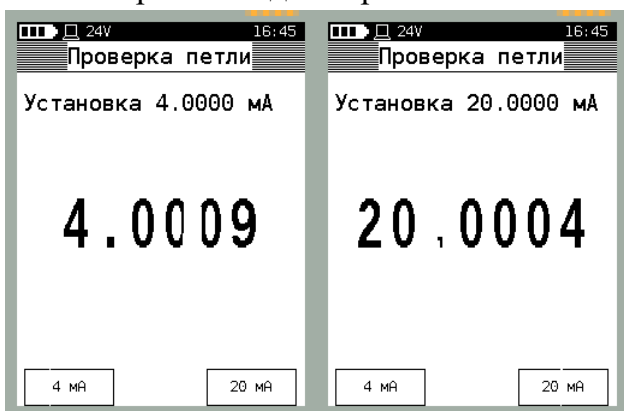 24V 16:45
Проверка петли
Установка 4.0000 мА
4.0009
4 мА 20 мА
24V 16:45
Проверка петли
Установка 20.0000 мА
20,0004
4 мА 20 мА